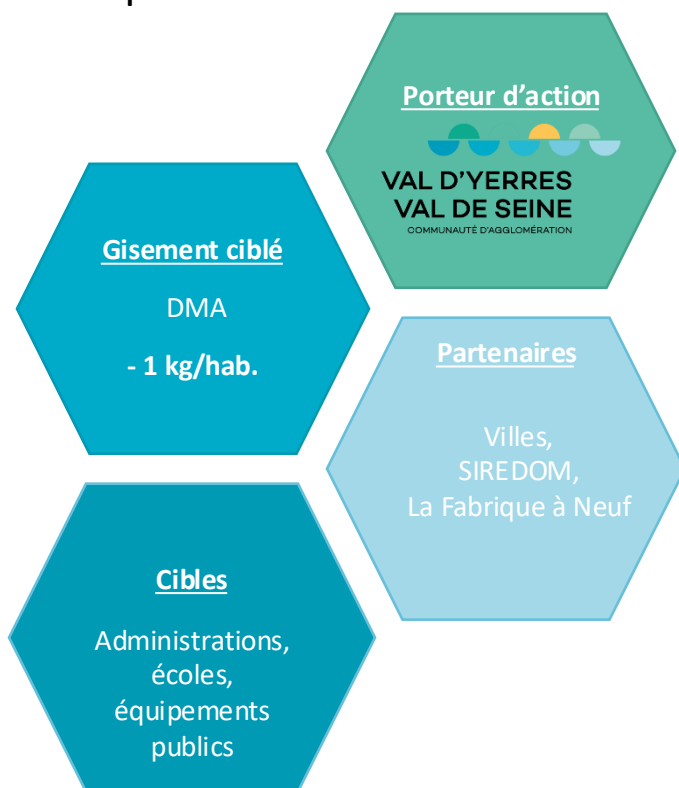 Porteur d’action
VAL D’YERRES
VAL DE SEINE
COMMUNAUTÉ D’AGGLOMÉRATION
Gisement ciblé
DMA
- 1 kg/hab.
Partenaires
Villes,
SIREDOM,
La Fabrique à Neuf
Cibles
Administrations,
écoles,
équipements
publics